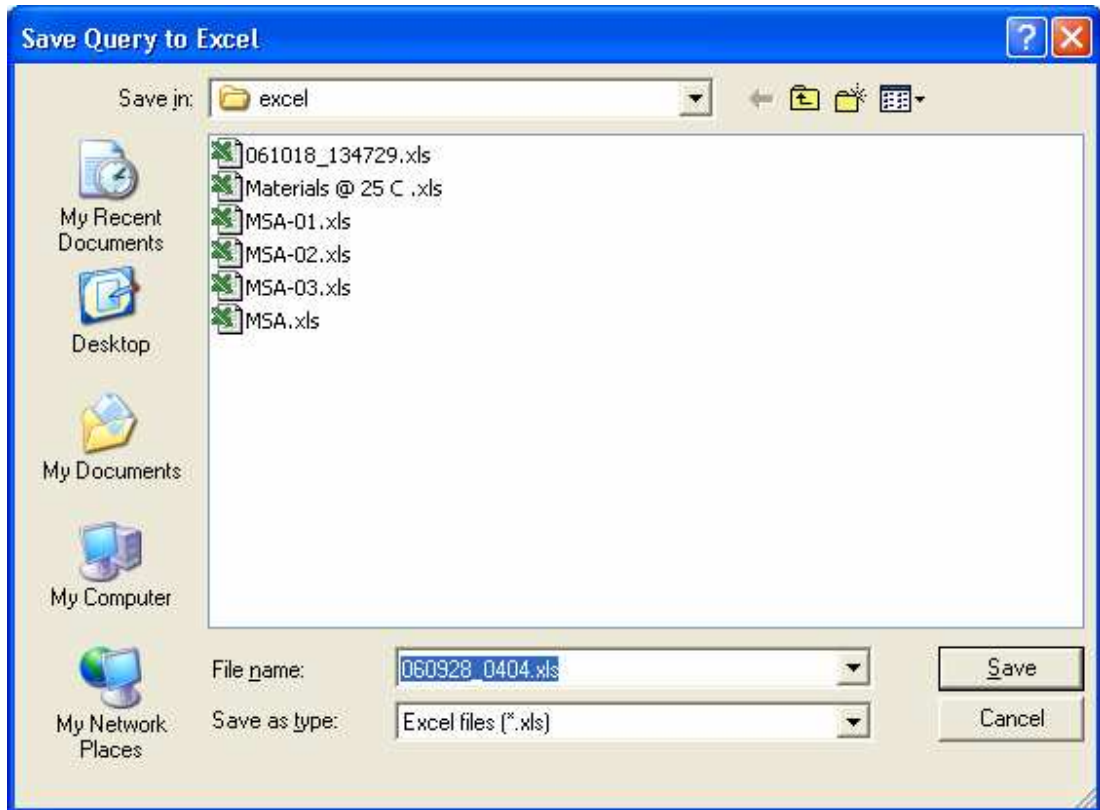 Save Query to Excel
Save in:
excel
061018_134729.xls
Materials @ 25 C .xls
MSA-01.xls
MSA-02.xls
MSA-03.xls
MSA.xls
My Recent
Documents
Desktop
My Documents
My Computer
My Network
Places
File name:
060928_0404.xls
Save
Save as type:
Excel files (*.xls)
Cancel